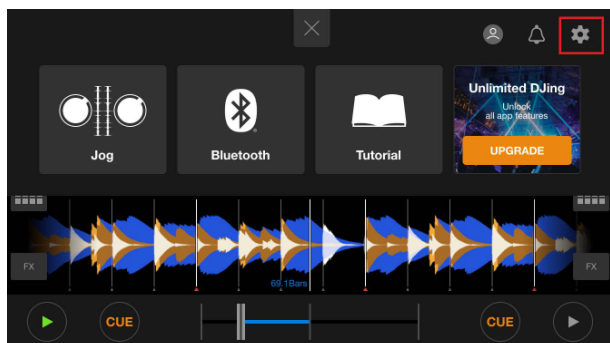 Unlimited DJing
Unlock
all app features
UPGRADE
Jog
Bluetooth
Tutorial
FX
69.1Bars
FX
CUE
CUE